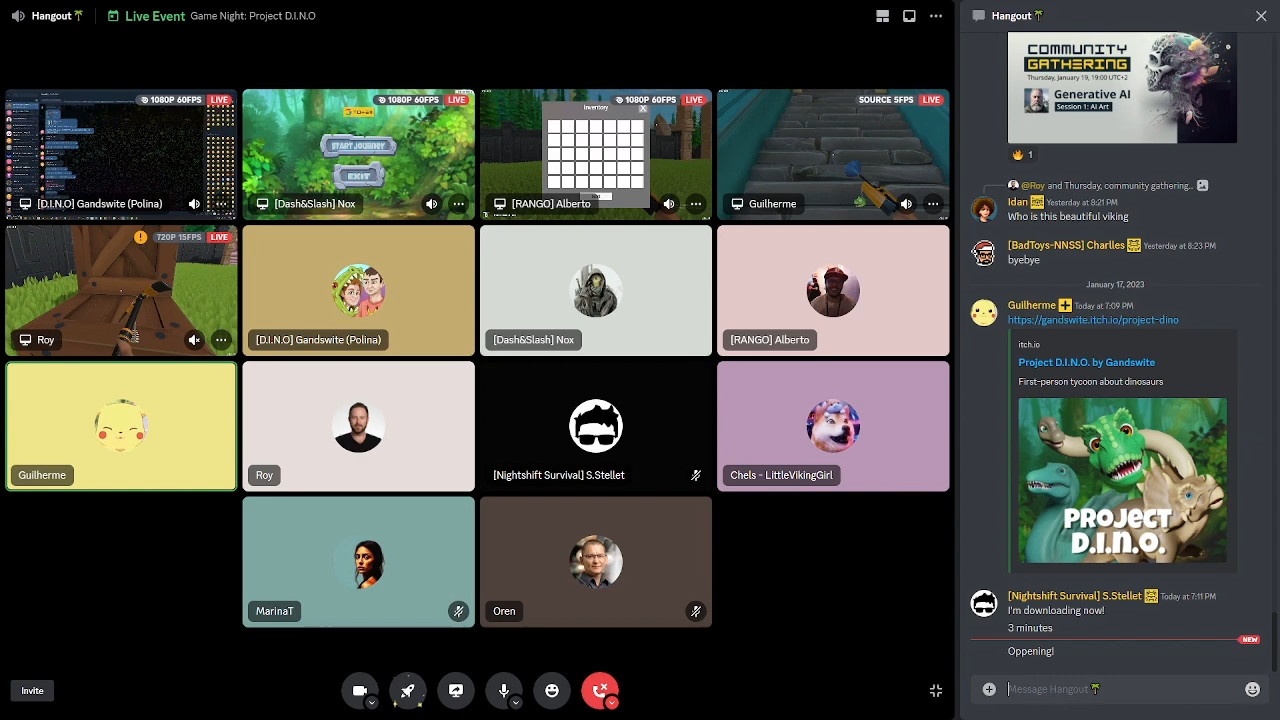 Hangout🌴
Live Event
Game Night: Project D.I.N.O
1080P 60FPS
LIVE
[D.I.N.O] Gandswite (Polina)
1080P 60FPS
LIVE
START JOURNEY
EXIT
[Dash&Slash] Nox
1080P 60FPS
LIVE
Inventory
X
[RANGO] Alberto
SOURCE 5FPS
LIVE
Guilherme
720P 15FPS
LIVE
Roy
[D.I.N.O] Gandswite (Polina)
[Dash&Slash] Nox
[RANGO] Alberto
Guilherme
Roy
[Nightshift Survival] S.Stellet
Chels - LittleVikingGirl
MarinaT
Oren
Invite
Hangout🌴
COMMUNITY
GATHERING
Thursday, January 19, 19:00 UTC+2
Generative AI
Session 1: AI Art
🔥 1
@Roy and Thursday, community gathering..
Idan Yesterday at 8:21 PM
Who is this beautiful viking
[BadToys-NNSS] Charlles Yesterday at 8:23 PM
byebye
January 17, 2023
Guilherme Today at 7:09 PM
https://gandswite.itch.io/project-dino
itch.io
Project D.I.N.O. by Gandswite
First-person tycoon about dinosaurs
PROJECT
D.I.N.O.
[Nightshift Survival] S.Stellet Today at 7:11 PM
I'm downloading now!
3 minutes
NEW
Oppening!
Message Hangout🌴